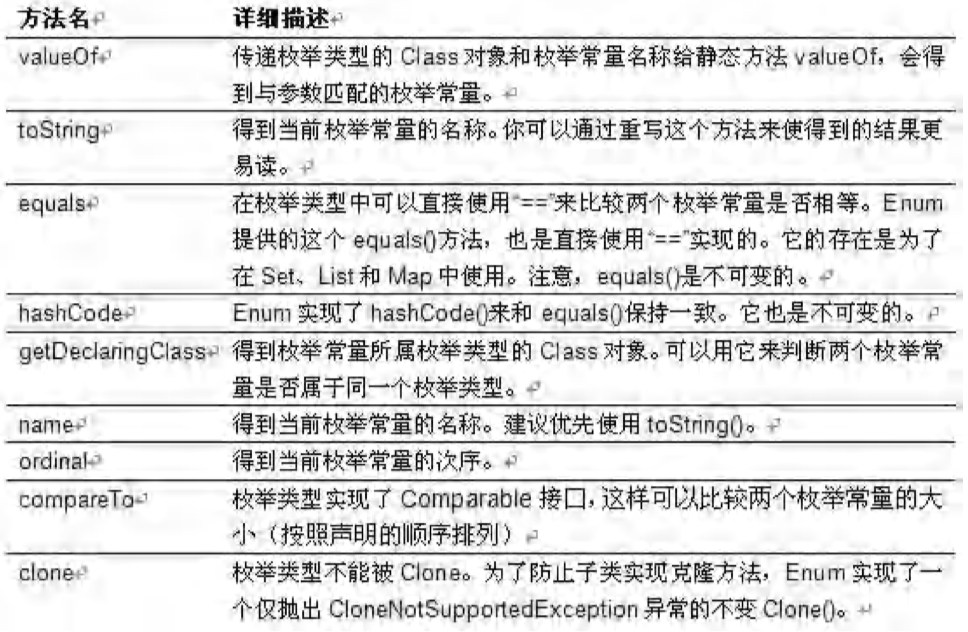 方法名 详细描述
valueOf 传递枚举类型的 Class 对象和枚举常量名称给静态方法 valueOf，会得
到与参数匹配的枚举常量。
toString 得到当前枚举常量的名称。你可以通过重写这个方法来使得到的结果更
易读。
equals 在枚举类型中可以直接使用“==”来比较两个枚举常量是否相等。Enum
提供的这个 equals()方法，也是直接使用“==”实现的。它的存在是为了
在 Set、List 和 Map 中使用。注意，equals()是不可变的。
hashCode Enum 实现了 hashCode()来和 equals()保持一致。它也是不可变的。
getDeclaringClass 得到枚举常量所属枚举类型的 Class 对象。可以用它来判断两个枚举常
量是否属于同一个枚举类型。
name 得到当前枚举常量的名称。建议优先使用 toString()。
ordinal 得到当前枚举常量的次序。
compareTo 枚举类型实现了 Comparable 接口，这样可以比较两个枚举常量的大
小（按照声明的顺序排列）
clone 枚举类型不能被 Clone。为了防止子类实现克隆方法，Enum 实现了一
个仅抛出 CloneNotSupportedException 异常的不变 Clone()。